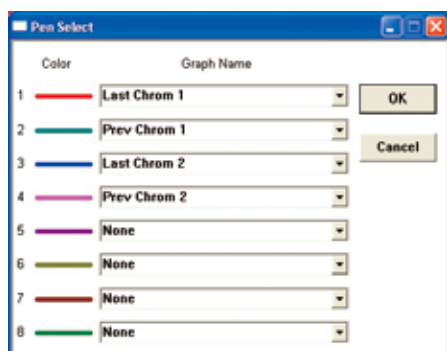 Pen Select
Color Graph Name
1 Last Chrom 1 OK
2 Prev Chrom 1
3 Last Chrom 2 Cancel
4 Prev Chrom 2
5 None
6 None
7 None
8 None